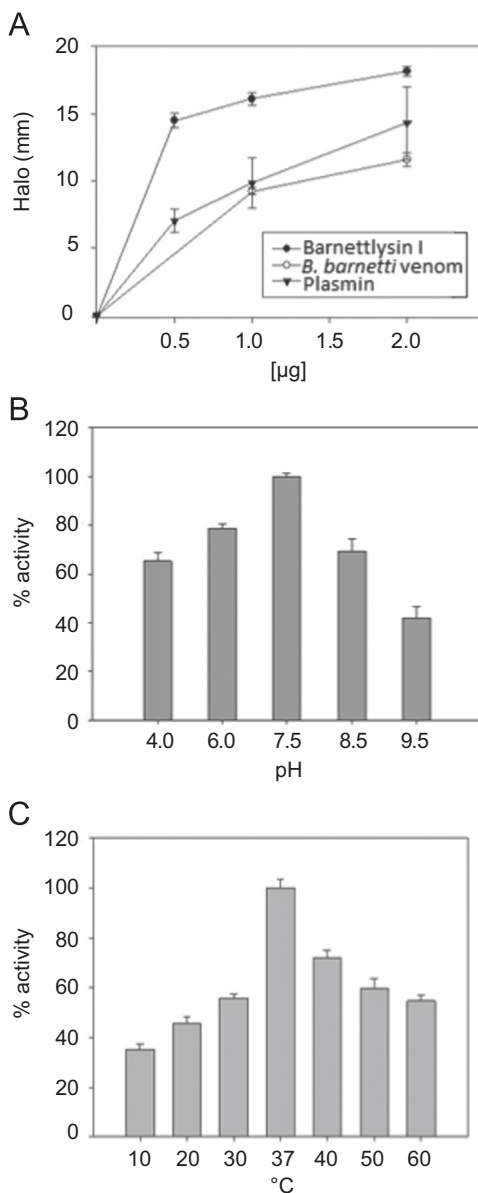 A
20
15
10
5
0
Halo (mm)
Barnettlysin I
B. barnetti venom
Plasmin
0.5 1.0 1.5 2.0
[µg]
B
120
100
80
60
40
20
0
% activity
4.0 6.0 7.5 8.5 9.5
pH
C
120
100
80
60
40
20
0
% activity
10 20 30 37 40 50 60
°C